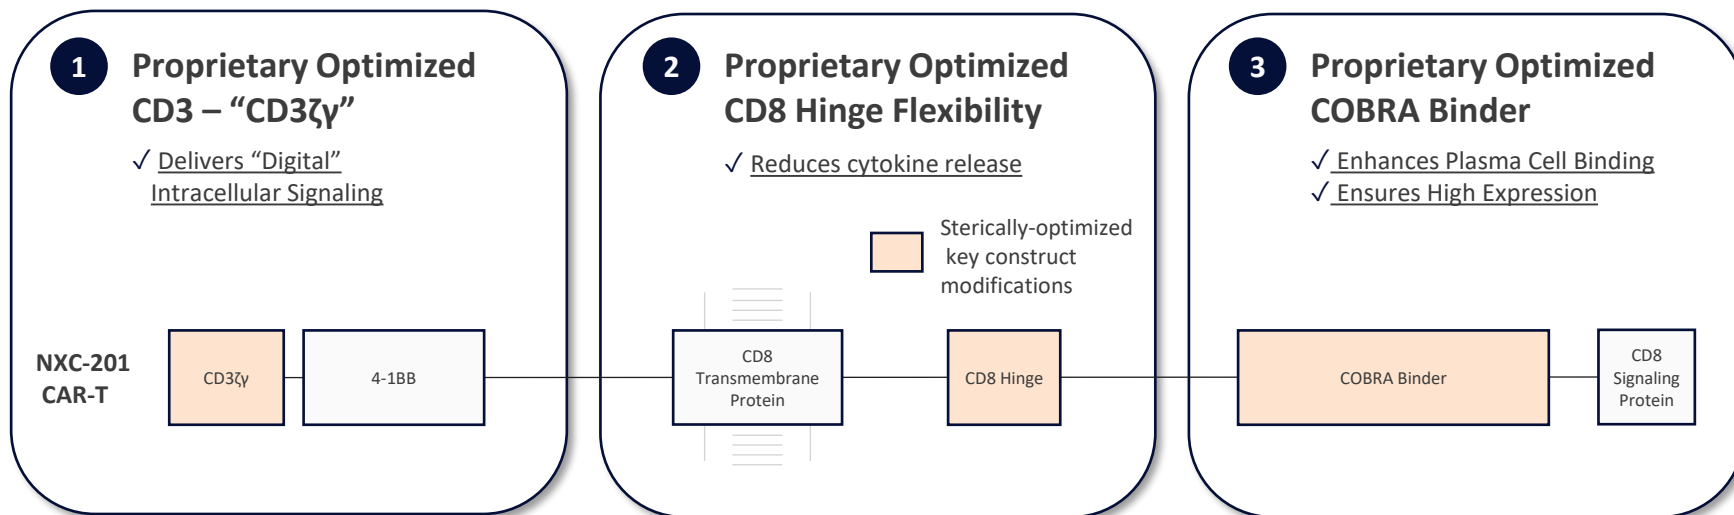 1
Proprietary Optimized
CD3 – “CD3ζγ”
✓ Delivers “Digital”
Intracellular Signaling
2
Proprietary Optimized
CD8 Hinge Flexibility
✓ Reduces cytokine release
3
Proprietary Optimized
COBRA Binder
✓ Enhances Plasma Cell Binding
✓ Ensures High Expression
Sterically-optimized
key construct
modifications
NXC-201
CAR-T
CD3ζγ
4-1BB
CD8
Transmembrane
Protein
CD8 Hinge
COBRA Binder
CD8
Signaling
Protein